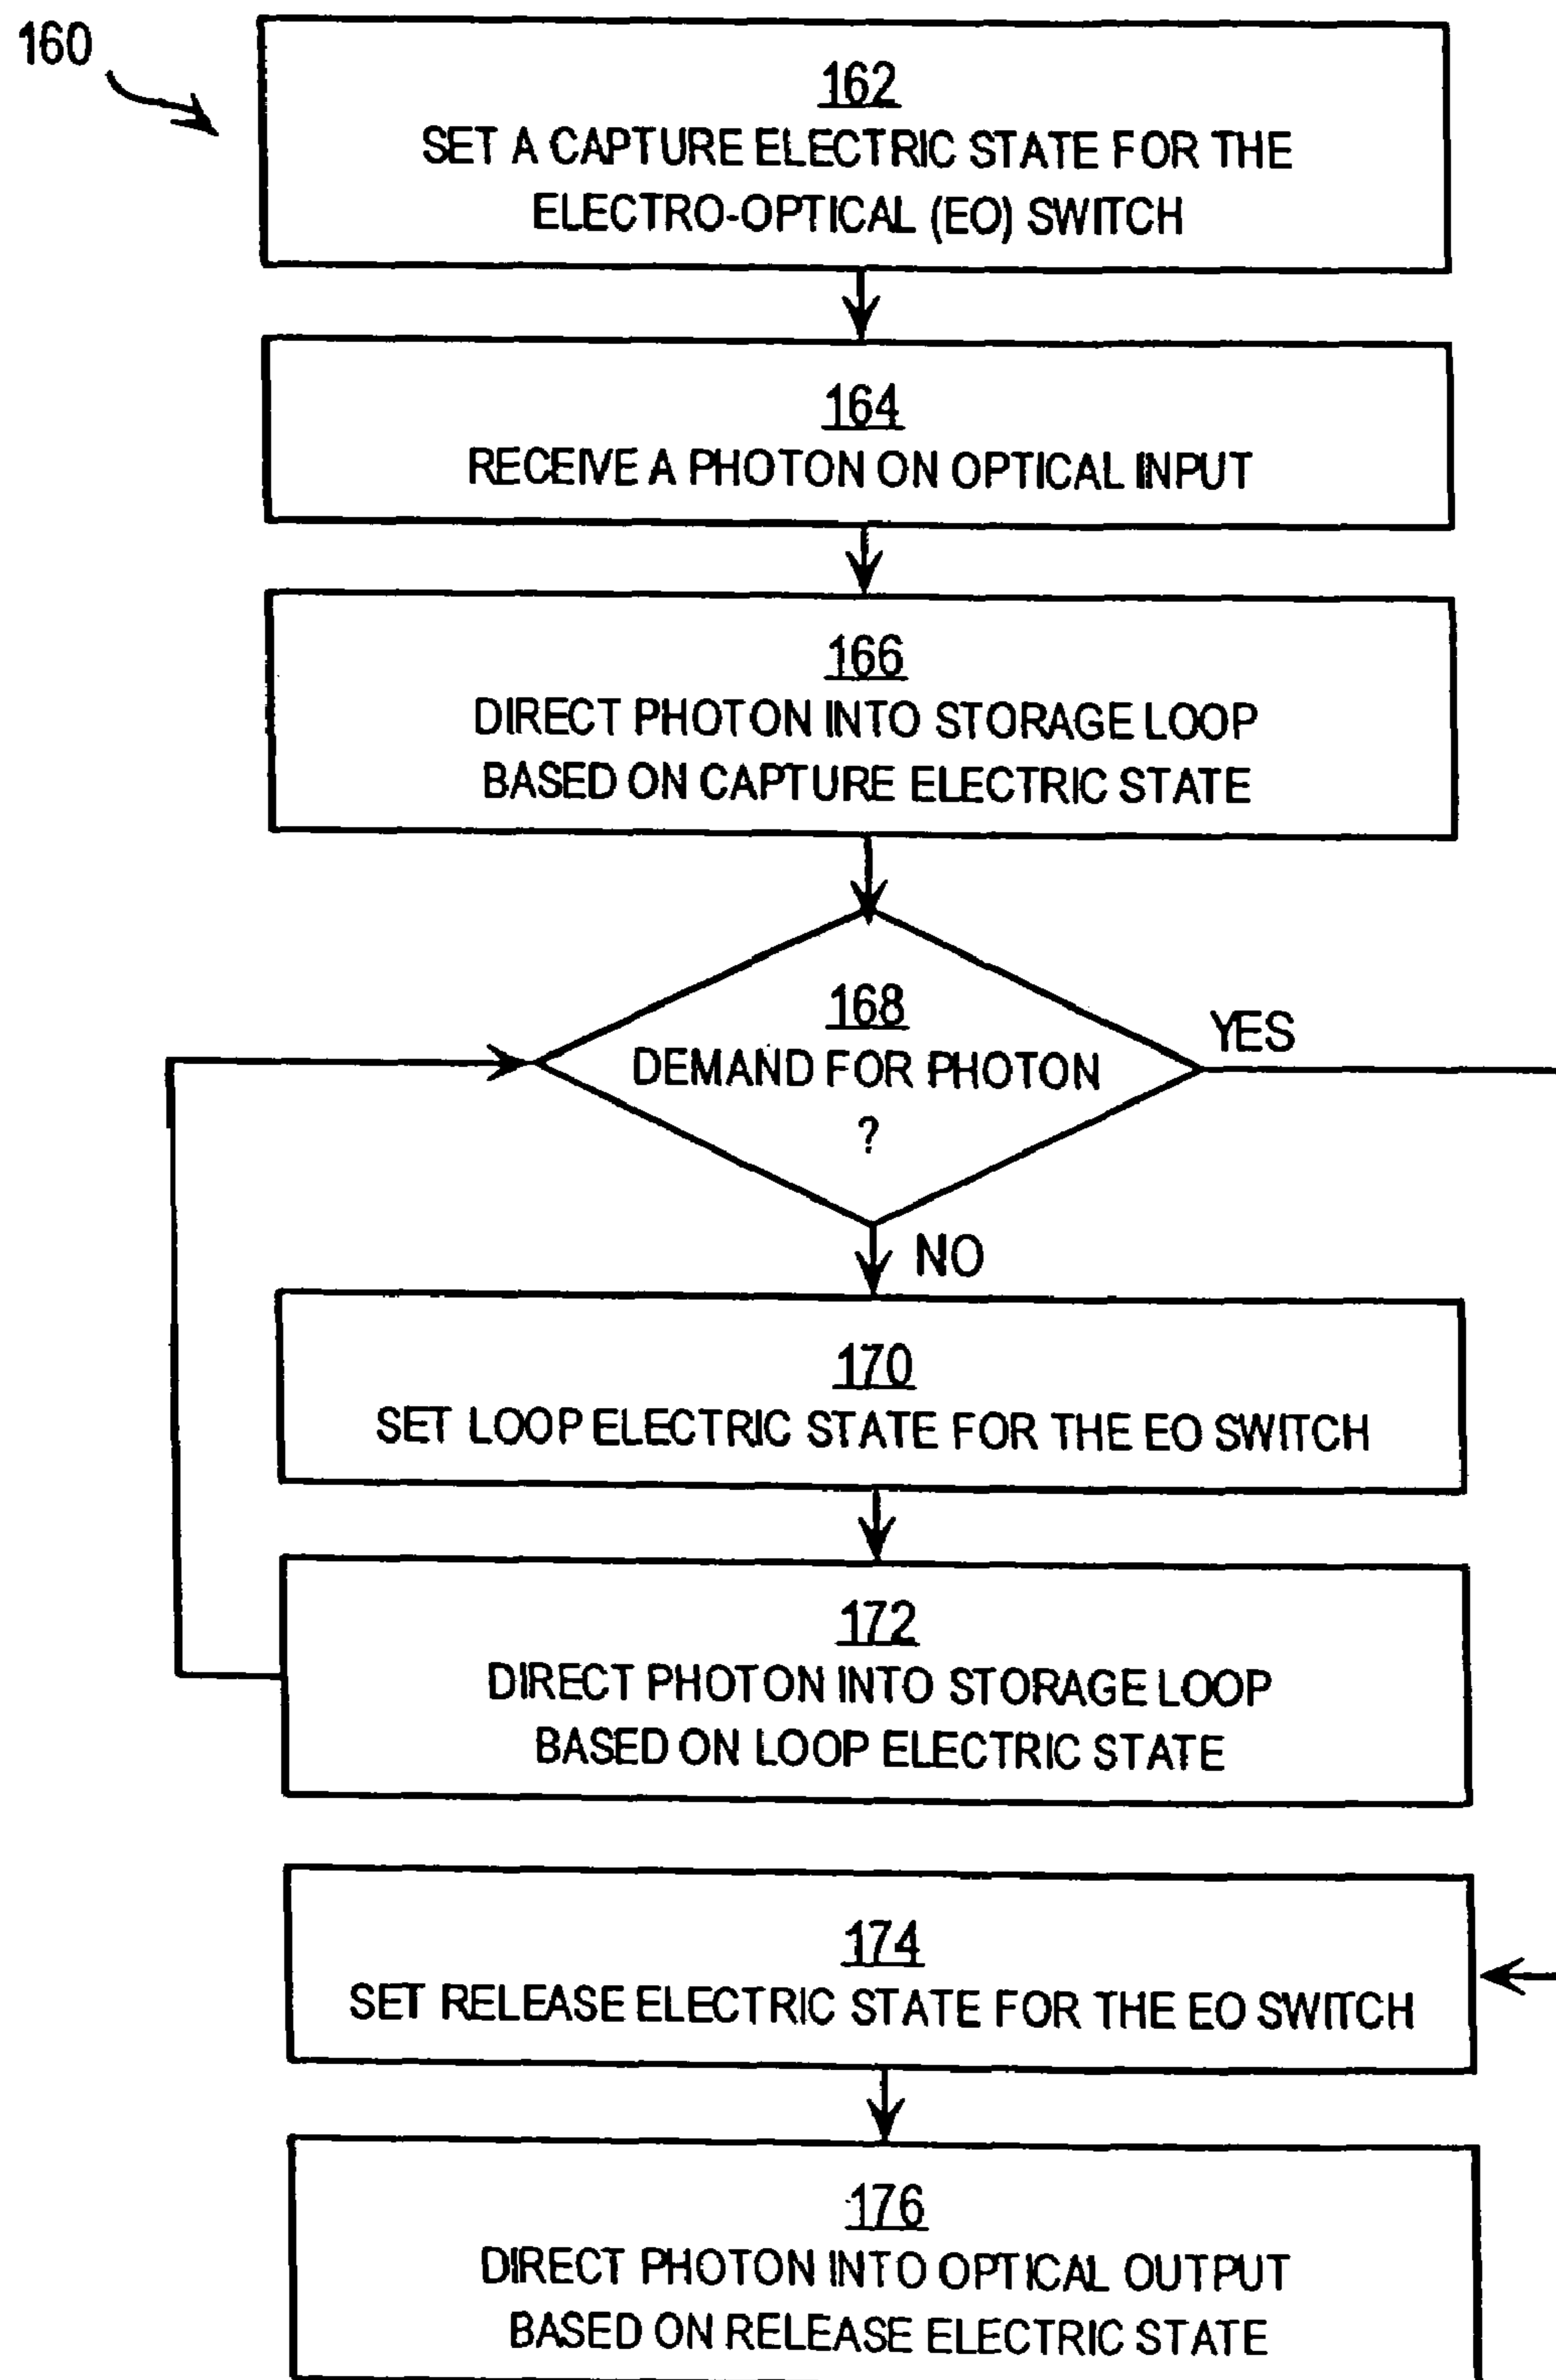 160
162
SET A CAPTURE ELECTRIC STATE FOR THE
ELECTRO-OPTICAL (EO) SWITCH
164
RECEIVE A PHOTON ON OPTICAL INPUT
166
DIRECT PHOTON INTO STORAGE LOOP
BASED ON CAPTURE ELECTRIC STATE
168
DEMAND FOR PHOTON
?
YES
NO
170
SET LOOP ELECTRIC STATE FOR THE EO SWITCH
172
DIRECT PHOTON INTO STORAGE LOOP
BASED ON LOOP ELECTRIC STATE
174
SET RELEASE ELECTRIC STATE FOR THE EO SWITCH
176
DIRECT PHOTON INTO OPTICAL OUTPUT
BASED ON RELEASE ELECTRIC STATE